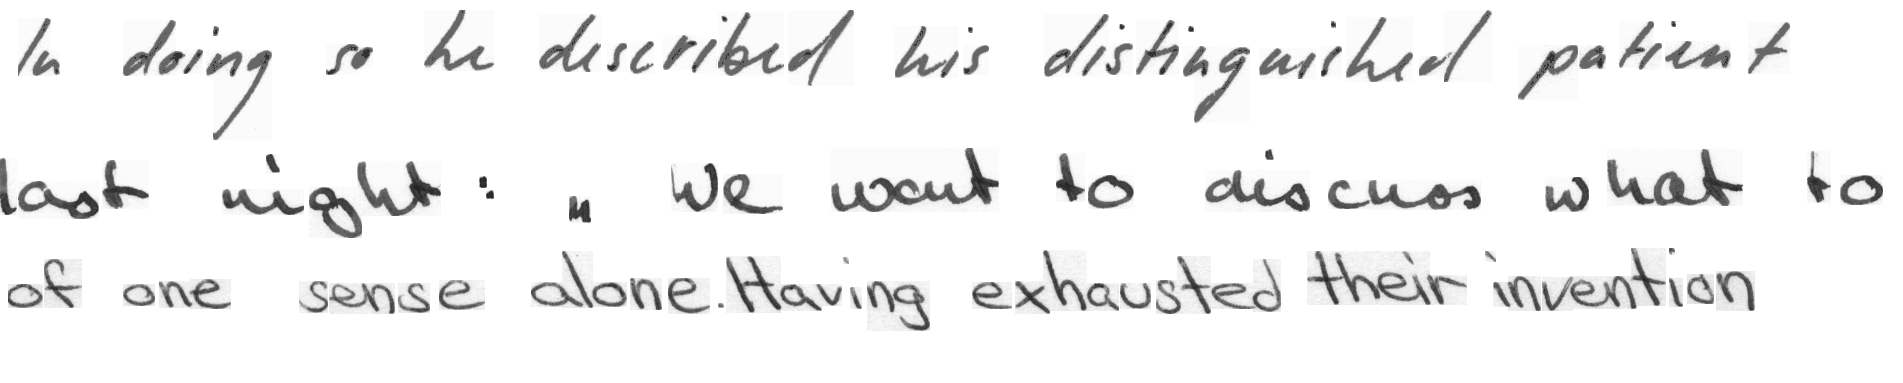 In doing so he described his distinguished patient
last night : " We want to discuss what to
of one sense alone. Having exhausted their invention